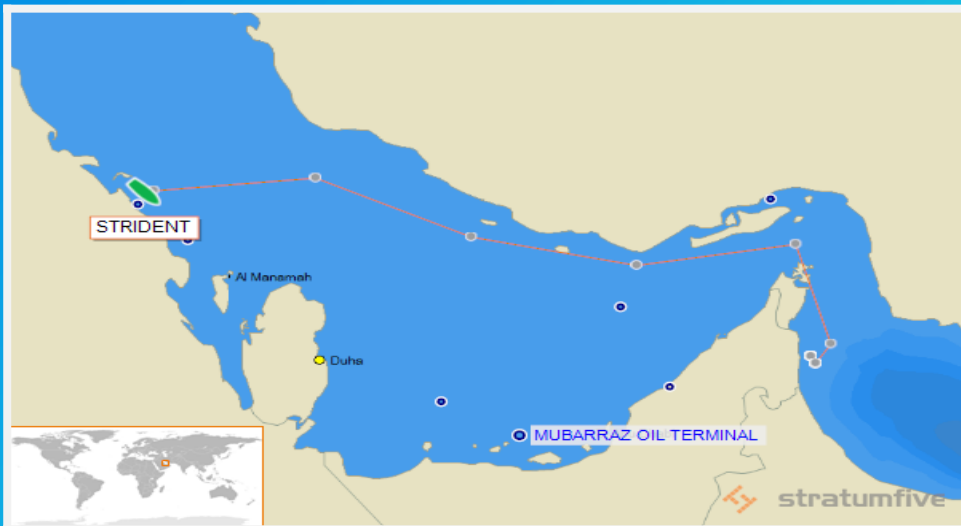 STRIDENT
Al Manamah
Duha
MUBARRAZ OIL TERMINAL
stratumfive